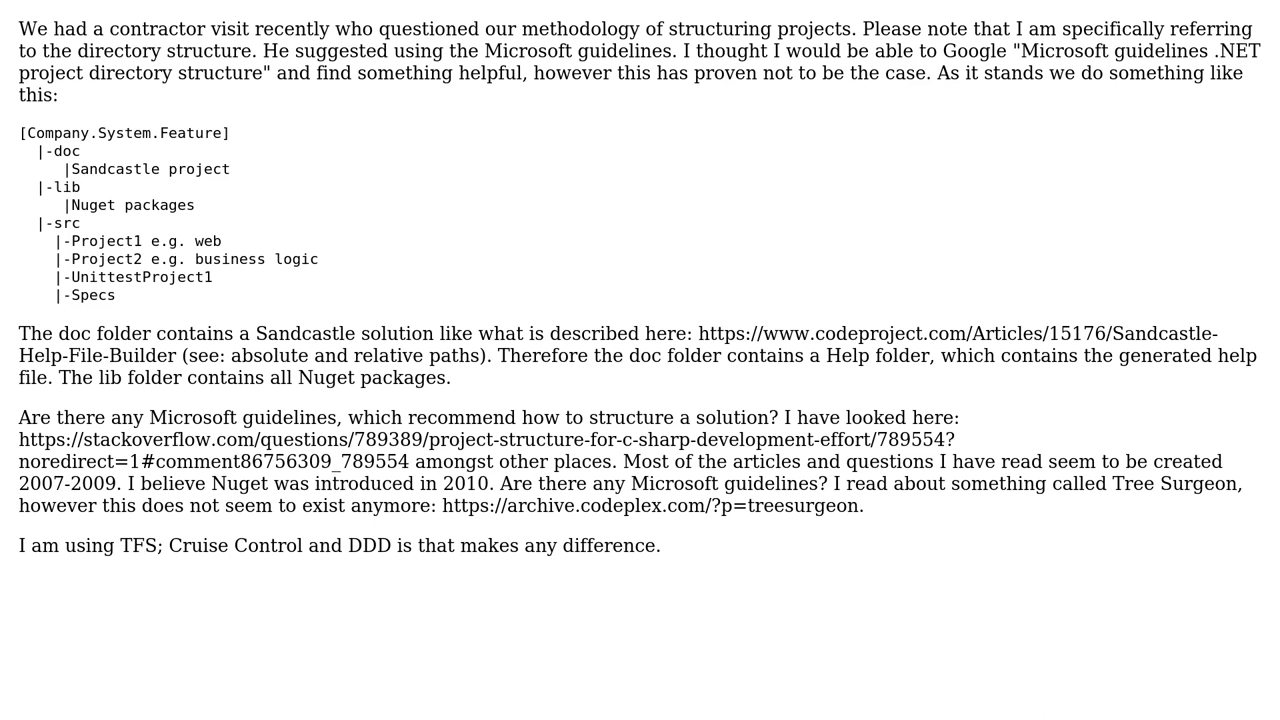 We had a contractor visit recently who questioned our methodology of structuring projects. Please note that I am specifically referring
to the directory structure. He suggested using the Microsoft guidelines. I thought I would be able to Google "Microsoft guidelines .NET
project directory structure" and find something helpful, however this has proven not to be the case. As it stands we do something like
this:
[Company.System.Feature]
  |-doc
     |Sandcastle project
  |-lib
     |Nuget packages
  |-src
    |-Project1 e.g. web
    |-Project2 e.g. business logic
    |-UnittestProject1
    |-Specs
The doc folder contains a Sandcastle solution like what is described here: https://www.codeproject.com/Articles/15176/Sandcastle-
Help-File-Builder (see: absolute and relative paths). Therefore the doc folder contains a Help folder, which contains the generated help
file. The lib folder contains all Nuget packages.
Are there any Microsoft guidelines, which recommend how to structure a solution? I have looked here:
https://stackoverflow.com/questions/789389/project-structure-for-c-sharp-development-effort/789554?
noredirect=1#comment86756309_789554 amongst other places. Most of the articles and questions I have read seem to be created
2007-2009. I believe Nuget was introduced in 2010. Are there any Microsoft guidelines? I read about something called Tree Surgeon,
however this does not seem to exist anymore: https://archive.codeplex.com/?p=treesurgeon.
I am using TFS; Cruise Control and DDD is that makes any difference.